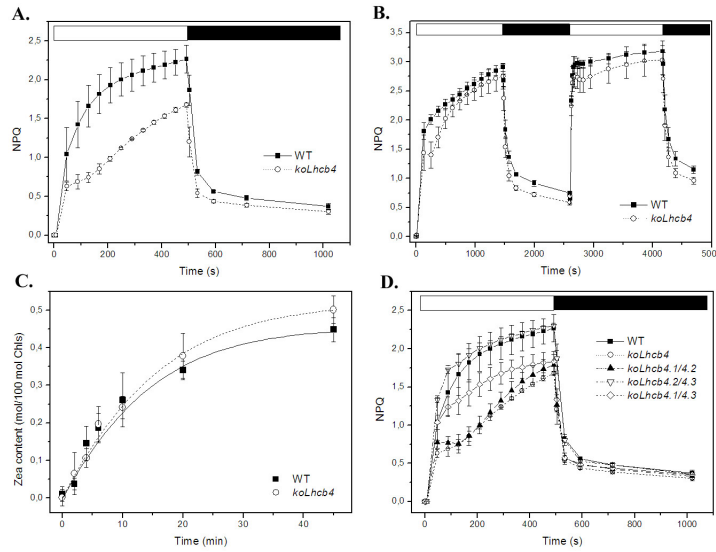 A.
2,5
2,0
1,5
1,0
0,5
0,0
NPQ
0 200 400 600 800 1000
Time (s)
WT
koLhcb4
B.
3,5
3,0
2,5
2,0
1,5
1,0
0,5
0,0
NPQ
0 1000 2000 3000 4000 5000
Time (s)
WT
koLhcb4
C.
0,5
0,4
0,3
0,2
0,1
0,0
Zea content (mol/100 mol Chls)
0 10 20 30 40
Time (min)
WT
koLhcb4
D.
2,5
2,0
1,5
1,0
0,5
0,0
NPQ
0 200 400 600 800 1000
Time (s)
WT
koLhcb4
koLhcb4.1/4.2
koLhcb4.2/4.3
koLhcb4.1/4.3